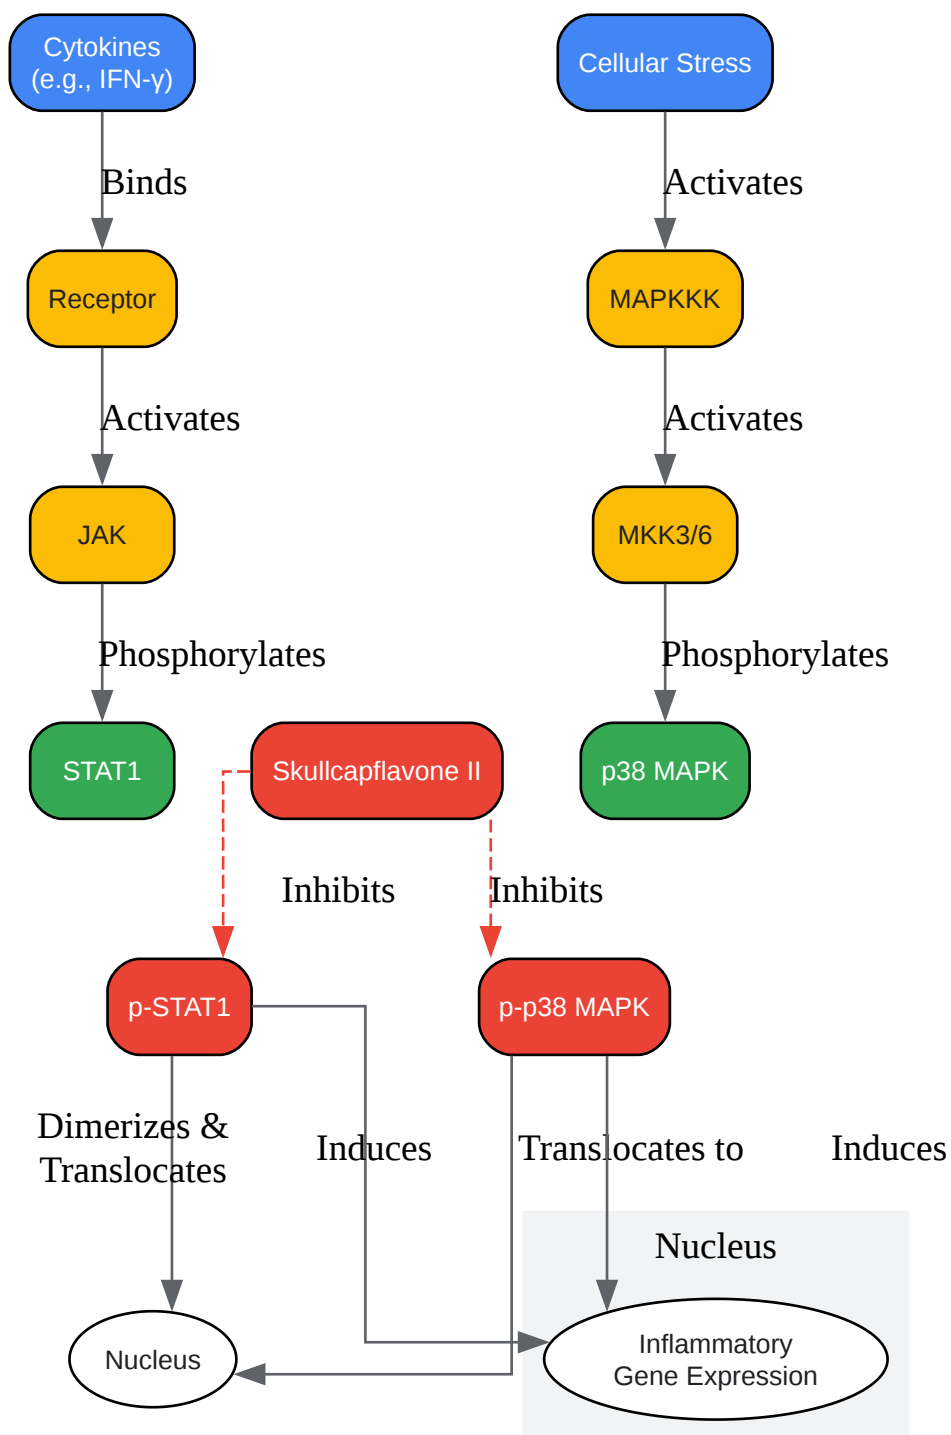 Cytokines
(e.g., IFN-γ)
Cellular Stress
Binds
Activates
Receptor
MAPKKK
Activates
Activates
JAK
MKK3/6
Phosphorylates
Phosphorylates
STAT1
Skullcapflavone II
p38 MAPK
Inhibits
Inhibits
p-STAT1
p-p38 MAPK
Dimerizes &
Translocates
Induces
Translocates to
Induces
Nucleus
Nucleus
Inflammatory
Gene Expression